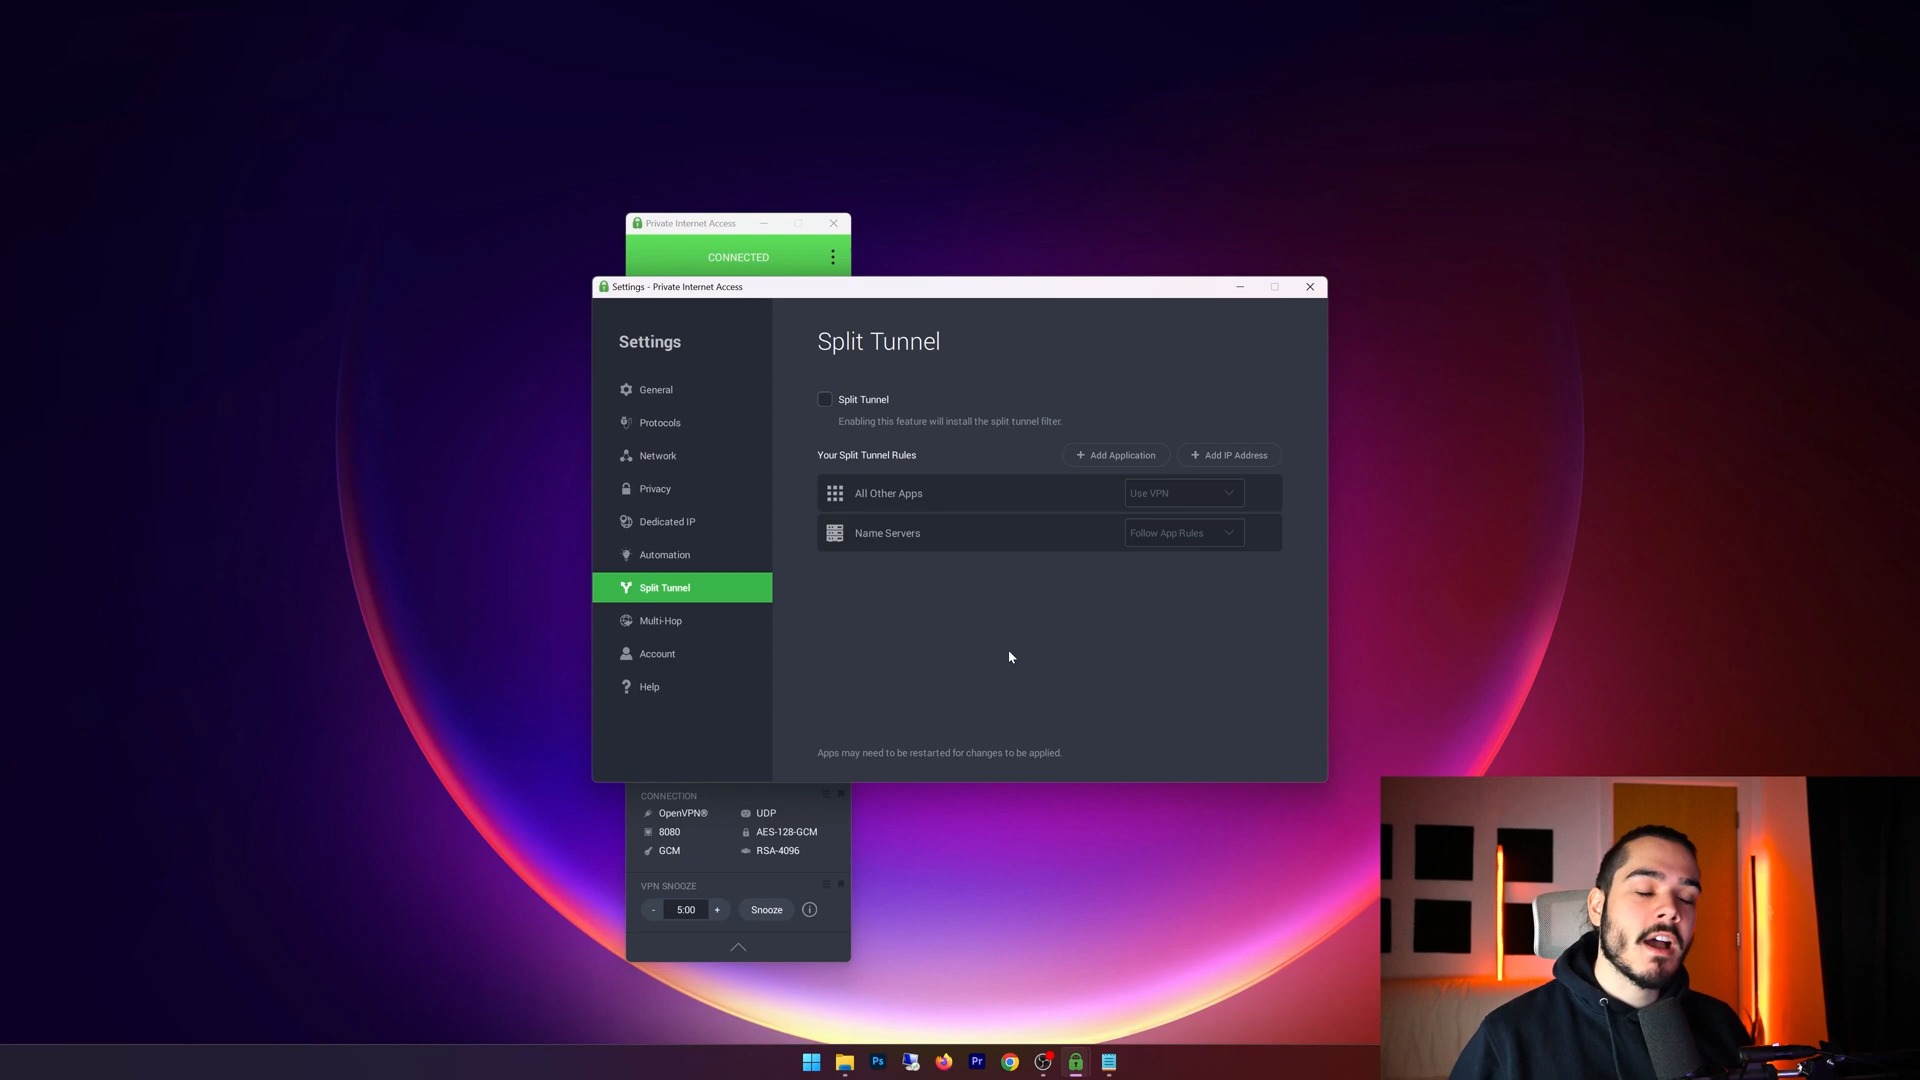 Private Internet Access
CONNECTED
Settings - Private Internet Access
Settings
General
Protocols
Network
Privacy
Dedicated IP
Automation
Split Tunnel
Multi-Hop
Account
Help
Split Tunnel
Split Tunnel
Enabling this feature will install the split tunnel filter.
Your Split Tunnel Rules
+ Add Application
+ Add IP Address
All Other Apps
Use VPN
Name Servers
Follow App Rules
Apps may need to be restarted for changes to be applied.
CONNECTION
OpenVPN® UDP
8080 AES-128-GCM
GCM RSA-4096
VPN SNOOZE
- 5:00 + Snooze
Ps
Pr